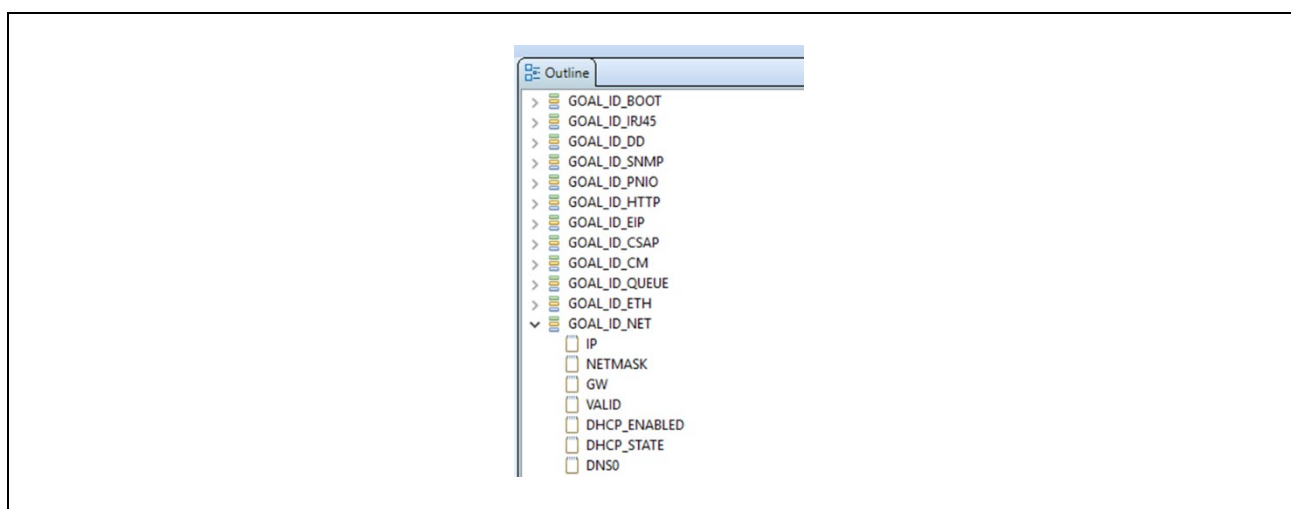 Outline
GOAL_ID_BOOT
GOAL_ID_IRJ45
GOAL_ID_DD
GOAL_ID_SNMP
GOAL_ID_PNIO
GOAL_ID_HTTP
GOAL_ID_EIP
GOAL_ID_CSAP
GOAL_ID_CM
GOAL_ID_QUEUE
GOAL_ID_ETH
GOAL_ID_NET
IP
NETMASK
GW
VALID
DHCP_ENABLED
DHCP_STATE
DNS0